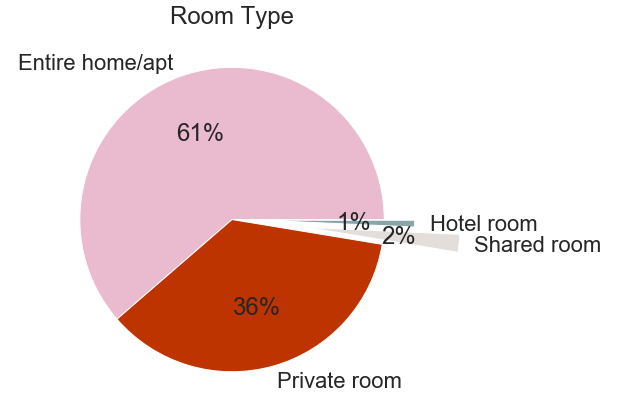 Room Type
Entire home/apt
61%
1%
Hotel room
2%
Shared room
36%
Private room